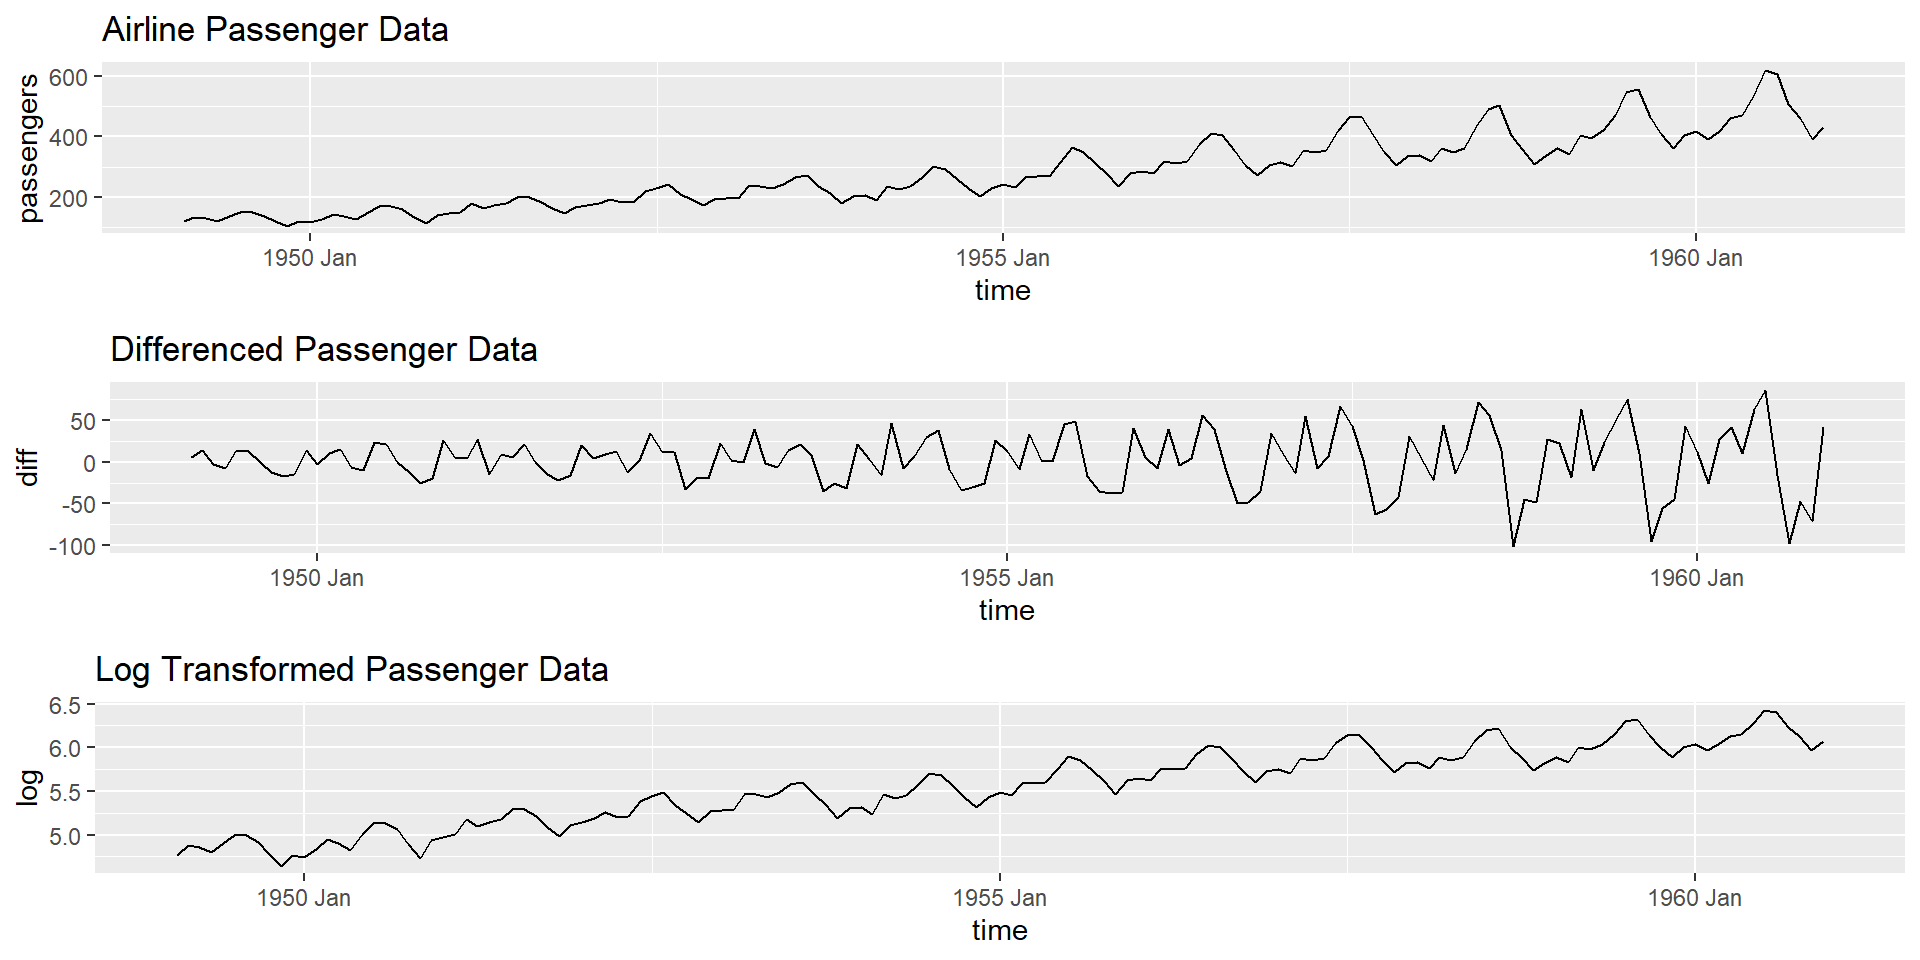 Airline Passenger Data
passengers
600
400
200
1950 Jan 1955 Jan 1960 Jan
time
Differenced Passenger Data
diff
50
0
-50
-100
1950 Jan 1955 Jan 1960 Jan
time
Log Transformed Passenger Data
log
6.5
6.0
5.5
5.0
1950 Jan 1955 Jan 1960 Jan
time